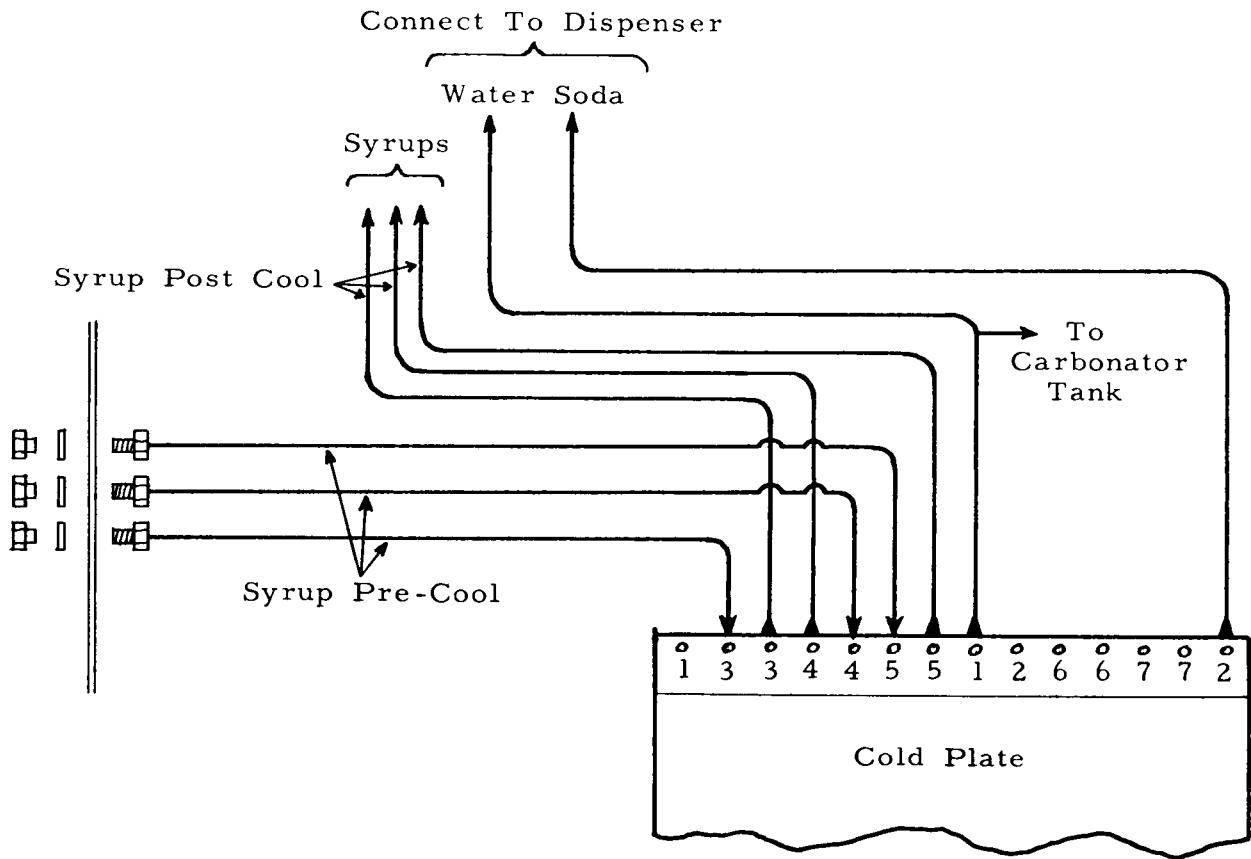 Connect To Dispenser
Water Soda
Syrups
Syrup Post Cool
To
Carbonator
Tank
Syrup Pre-Cool
1 3 3 4 4 5 5 1 2 6 6 7 7 2
Cold Plate